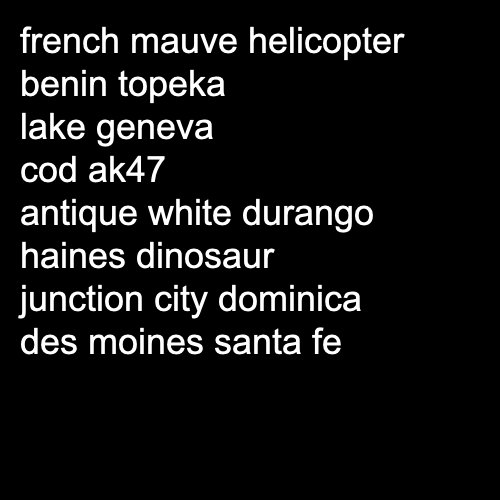 french mauve helicopter
benin topeka
lake geneva
cod ak47
antique white durango
haines dinosaur
junction city dominica
des moines santa fe